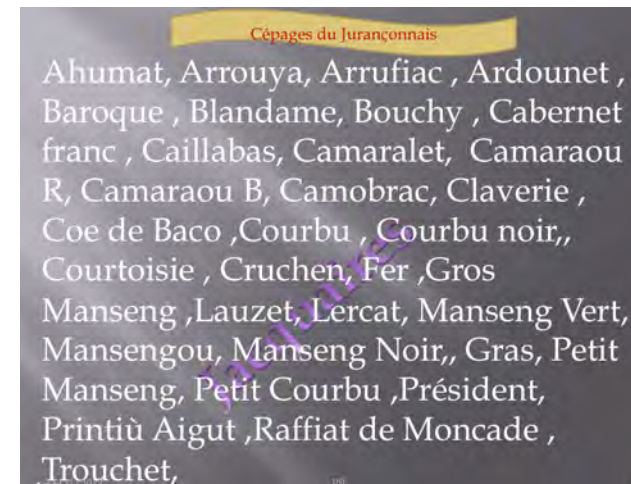 Cépages du Jurançonnais
Ahumat, Arrouya, Arrufiac , Ardounet ,
Baroque , Blandame, Bouchy , Cabernet
franc , Caillabas, Camaralet, Camaraou
R, Camaraou B, Camobrac, Claverie ,
Coe de Baco ,Courbu , Courbu noir,,
Courtoisie , Cruchen, Fer ,Gros
Manseng ,Lauzet, Lercat, Manseng Vert,
Mansengou, Manseng Noir,, Gras, Petit
Manseng, Petit Courbu ,Président,
Printiù Aigut ,Raffiat de Moncade ,
Trouchet,
Jacquaires